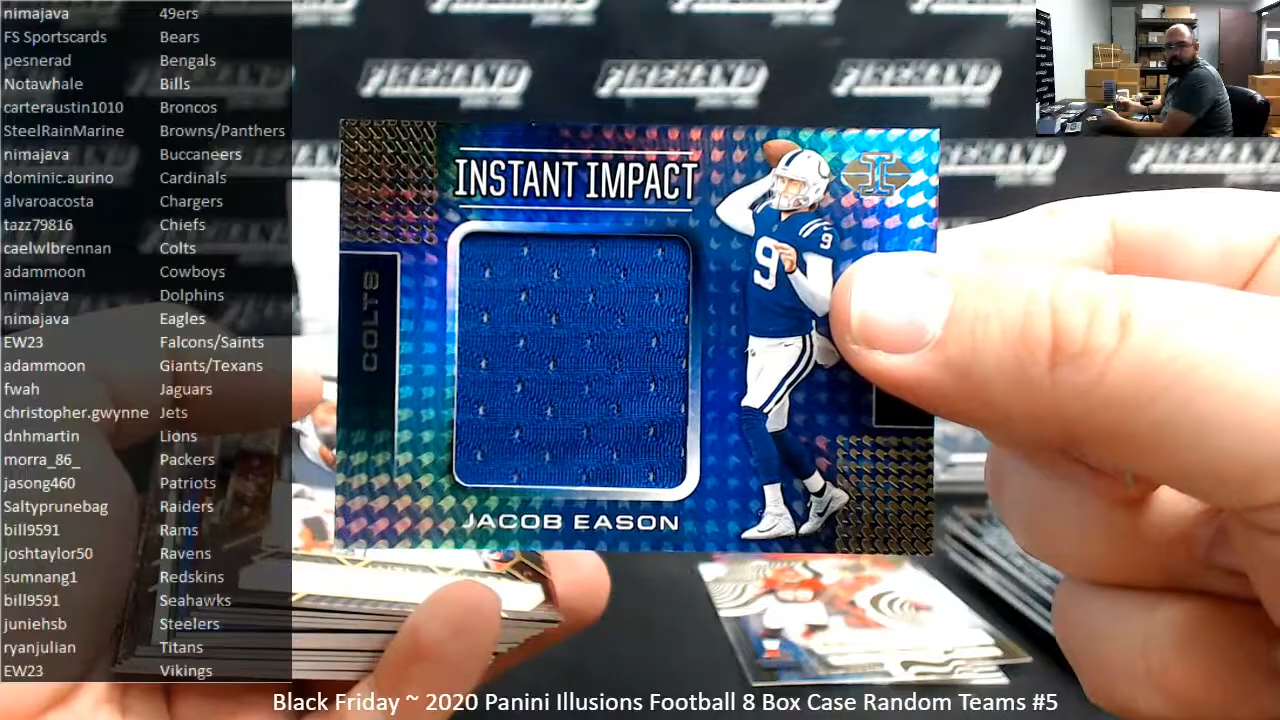 nimajava 49ers
FS Sportscards Bears
pesnerad Bengals
Notawhale Bills
carteraustin1010 Broncos
SteelRainMarine Browns/Panthers
nimajava Buccaneers
dominic.aurino Cardinals
alvaroacosta Chargers
tazz79816 Chiefs
caelwlbrennan Colts
adammoon Cowboys
nimajava Dolphins
nimajava Eagles
EW23 Falcons/Saints
adammoon Giants/Texans
fwah Jaguars
christopher.gwynne Jets
dnhmartin Lions
morra_86_ Packers
jasong460 Patriots
Saltyprunebag Raiders
bill9591 Rams
joshtaylor50 Ravens
sumnang1 Redskins
bill9591 Seahawks
juniehsb Steelers
ryanjulian Titans
EW23 Vikings
FIREHAND FIREHAND FIREHAND
INSTANT IMPACT
COLTS
9
9
JACOB EASON
Black Friday ~ 2020 Panini Illusions Football 8 Box Case Random Teams #5